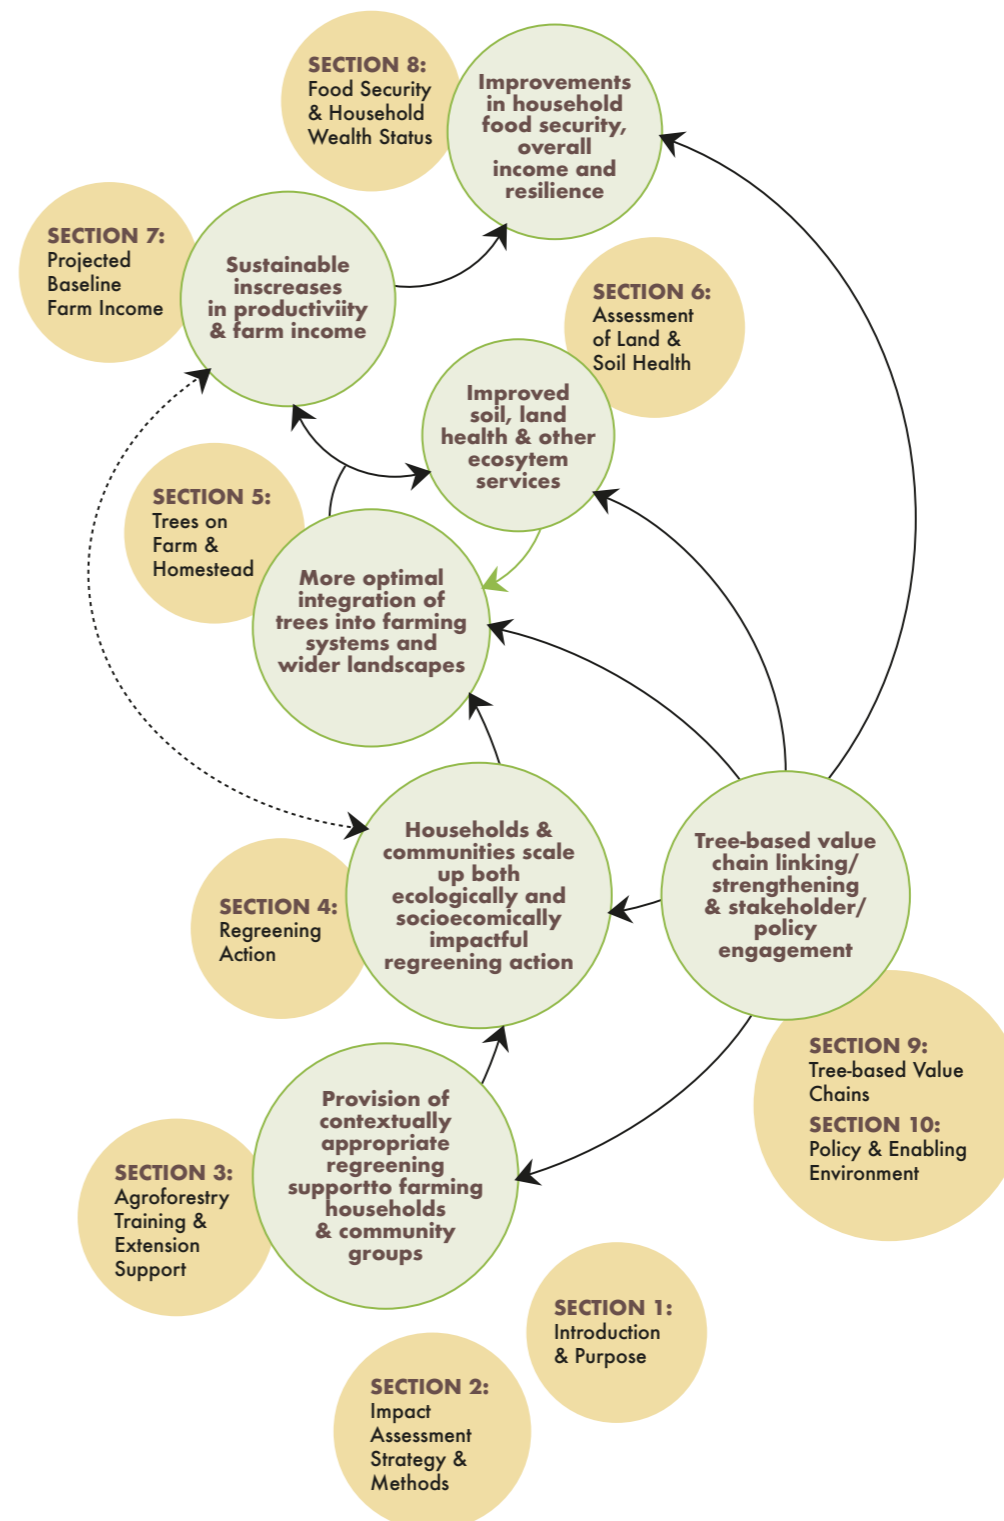 SECTION 8:
Food Security
& Household
Wealth Status
Improvements
in household
food security,
overall
income and
resilience
SECTION 7:
Projected
Baseline
Farm Income
Sustainable
inscreases
in productiviity
& farm income
SECTION 6:
Assessment
of Land &
Soil Health
Improved
soil, land
health & other
ecosytem
services
SECTION 5:
Trees on
Farm &
Homestead
More optimal
integration of
trees into farming
systems and
wider landscapes
Households &
communities scale
up both
ecologically and
socioecomically
impactful
regreening action
Tree-based value
chain linking/
strengthening
& stakeholder/
policy
engagement
SECTION 4:
Regreening
Action
SECTION 9:
Tree-based Value
Chains
SECTION 10:
Policy & Enabling
Environment
Provision of
contextually
appropriate
regreening
supportto farming
households
& community
groups
SECTION 3:
Agroforestry
Training &
Extension
Support
SECTION 1:
Introduction
& Purpose
SECTION 2:
Impact
Assessment
Strategy &
Methods